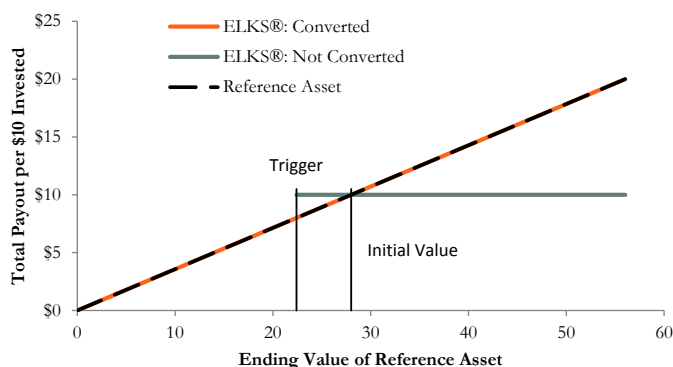 $25
ELKS®: Converted
ELKS®: Not Converted
Reference Asset
$20
$15
Trigger
$10
Initial Value
$5
$0
0 10 20 30 40 50 60
Total Payout per $10 Invested
Ending Value of Reference Asset